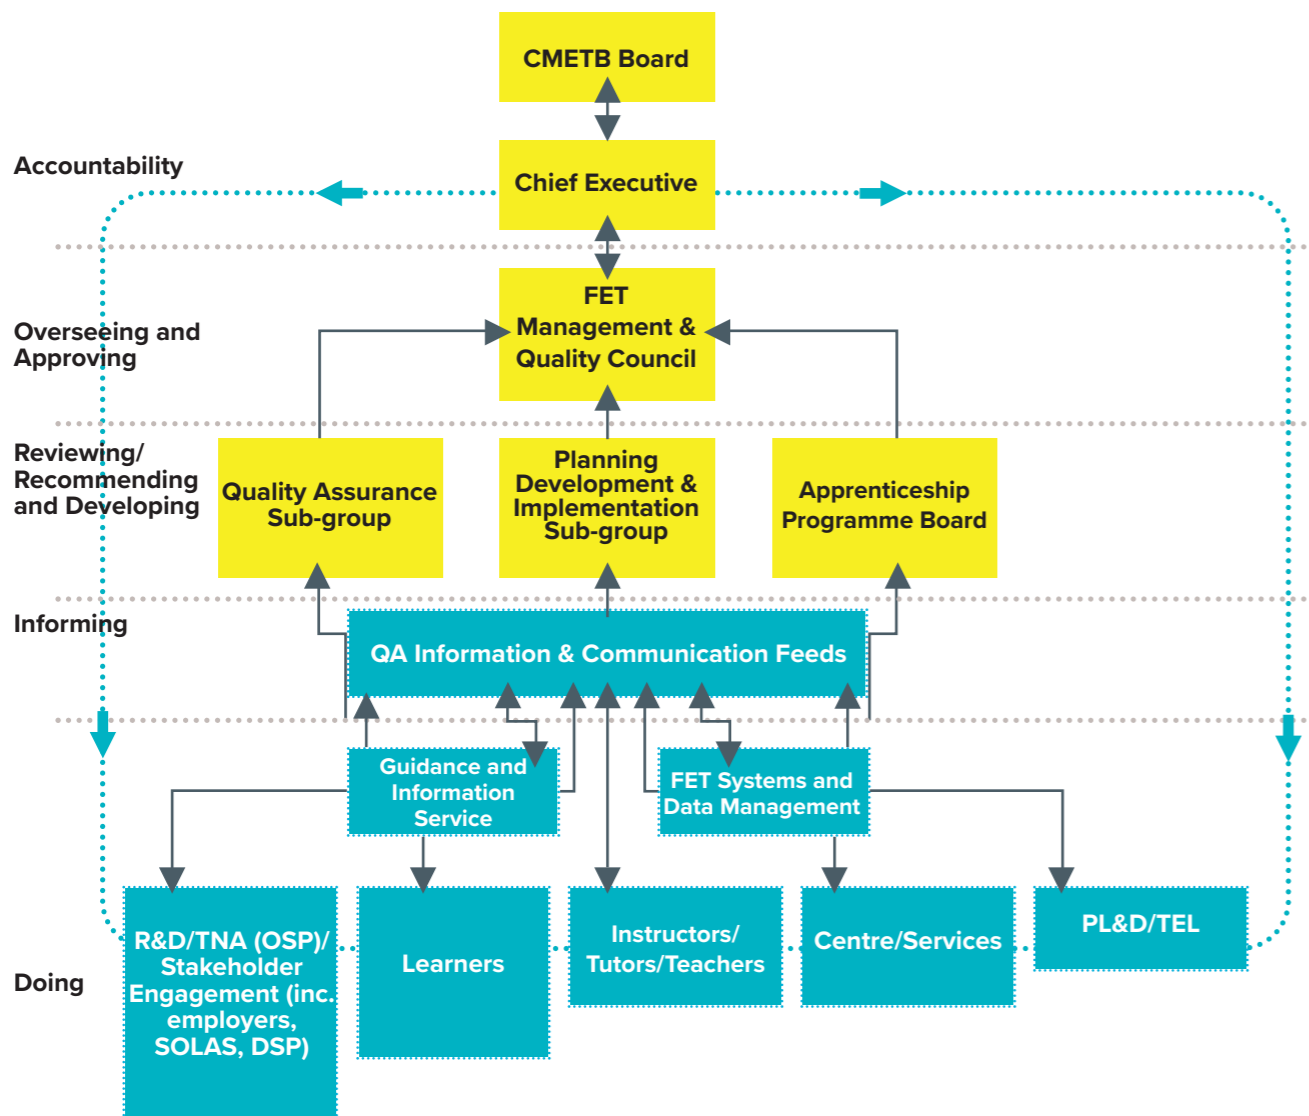 CMETB Board
Accountability
Chief Executive
Overseeing and
Approving
FET
Management &
Quality Council
Reviewing/
Recommending
and Developing
Quality Assurance
Sub-group
Planning
Development &
Implementation
Sub-group
Apprenticeship
Programme Board
Informing
QA Information & Communication Feeds
Guidance and
Information
Service
FET Systems and
Data Management
Doing
R&D/TNA (OSP)/
Stakeholder
Engagement (inc.
employers,
SOLAS, DSP)
Learners
Instructors/
Tutors/Teachers
Centre/Services
PL&D/TEL